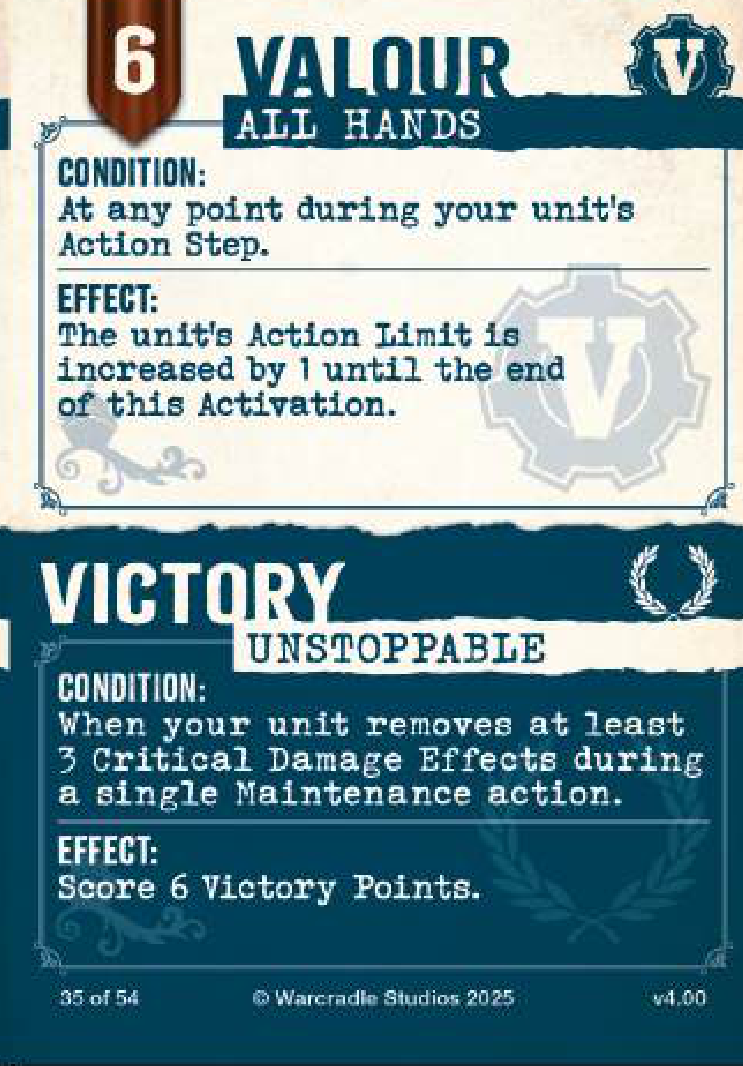 6
VALOUR
V
ALL HANDS
CONDITION:
At any point during your unit's
Action Step.
EFFECT:
The unit's Action Limit is
increased by 1 until the end
of this Activation.
V
VICTORY
UNSTOPPABLE
CONDITION:
When your unit removes at least
3 Critical Damage Effects during
a single Maintenance action.
EFFECT:
Score 6 Victory Points.
35 of 54
© Warcradle Studios 2025
v4.00